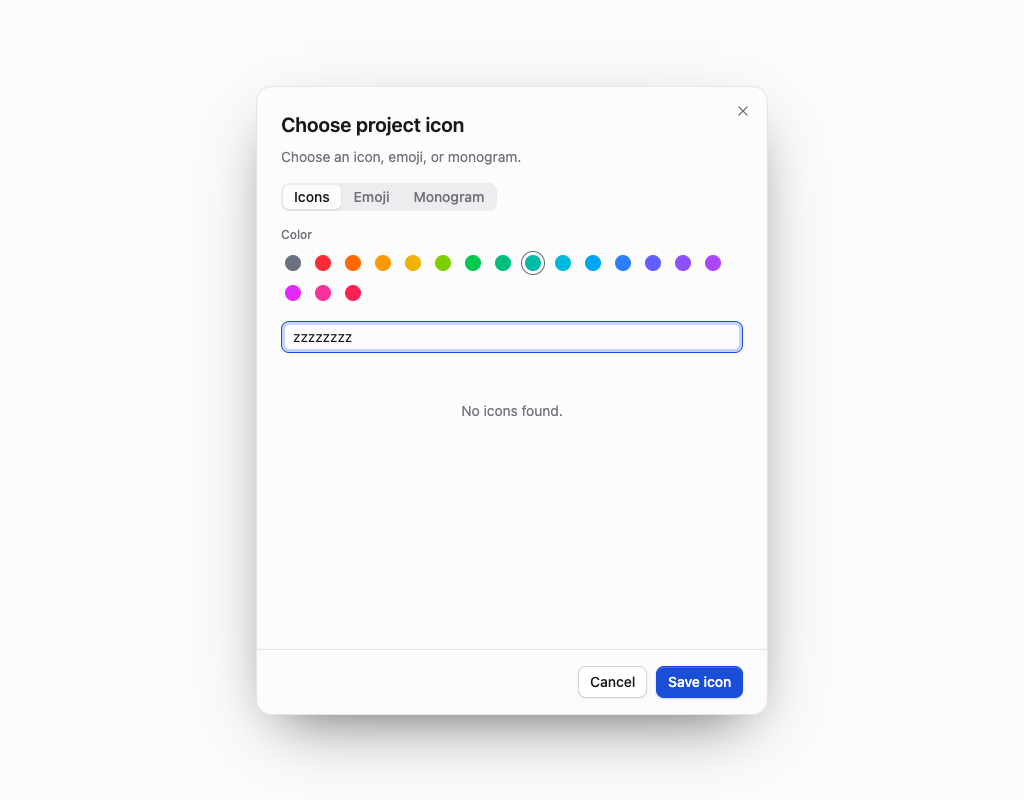 Choose project icon
Choose an icon, emoji, or monogram.
Icons Emoji Monogram
Color
zzzzzzzz
No icons found.
Cancel Save icon